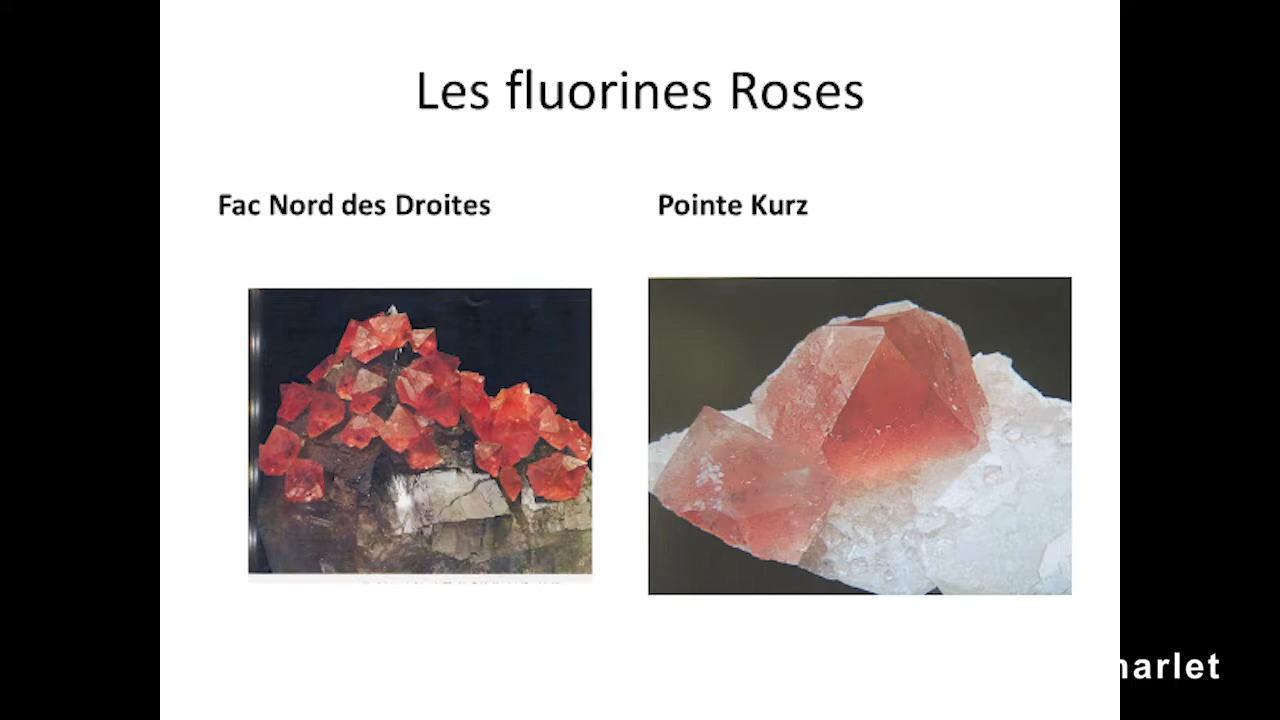 Les fluorines Roses
Fac Nord des Droites
Pointe Kurz
harlet